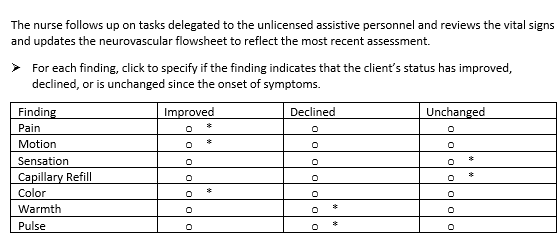 The nurse follows up on tasks delegated to the unlicensed assistive personnel and reviews the vital signs
and updates the neurovascular flowsheet to reflect the most recent assessment.
➢ For each finding, click to specify if the finding indicates that the client's status has improved,
declined, or is unchanged since the onset of symptoms.
Finding Improved Declined Unchanged
Pain o * o o
Motion o * o o
Sensation o o o *
Capillary Refill o o o *
Color o * o o
Warmth o o * o
Pulse o o * o